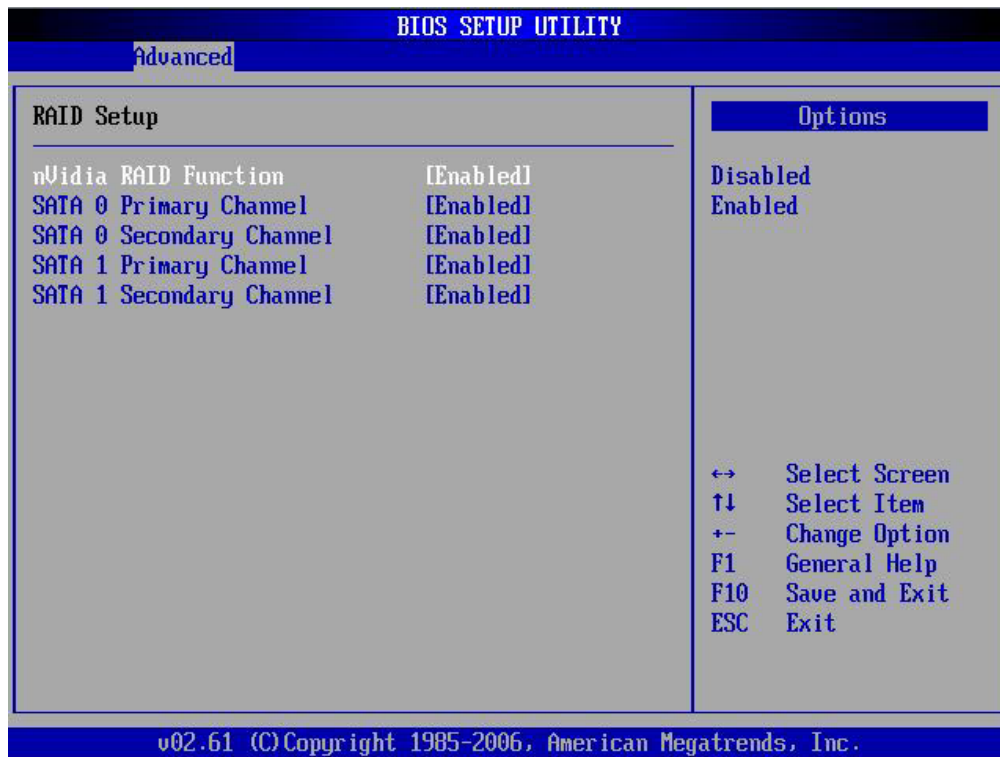 BIOS SETUP UTILITY
Advanced
RAID Setup
nVidia RAID Function [Enabled]
SATA 0 Primary Channel [Enabled]
SATA 0 Secondary Channel [Enabled]
SATA 1 Primary Channel [Enabled]
SATA 1 Secondary Channel [Enabled]
Options
Disabled
Enabled
←→ Select Screen
↑↓ Select Item
+- Change Option
F1 General Help
F10 Save and Exit
ESC Exit
v02.61 (C)Copyright 1985-2006, American Megatrends, Inc.